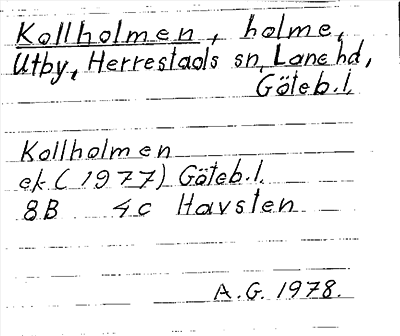 Kollholmen, holme,
Utby, Herrestads sn, Lane hd,
Göteb.l.
Kollholmen
ek (1977) Göteb.l.
8B 4c Havsten
A.G. 1978.